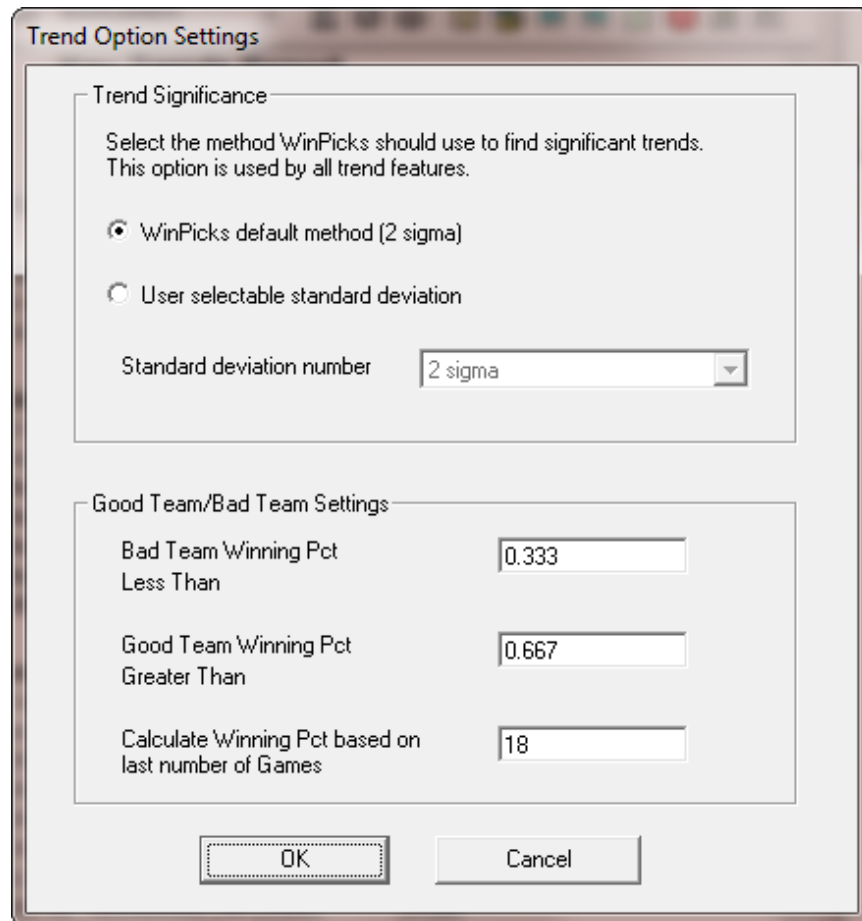 Trend Option Settings
Trend Significance
Select the method WinPicks should use to find significant trends.
This option is used by all trend features.
WinPicks default method (2 sigma)
User selectable standard deviation
Standard deviation number
2 sigma
Good Team/Bad Team Settings
Bad Team Winning Pct
Less Than
0.333
Good Team Winning Pct
Greater Than
0.667
Calculate Winning Pct based on
last number of Games
18
OK
Cancel